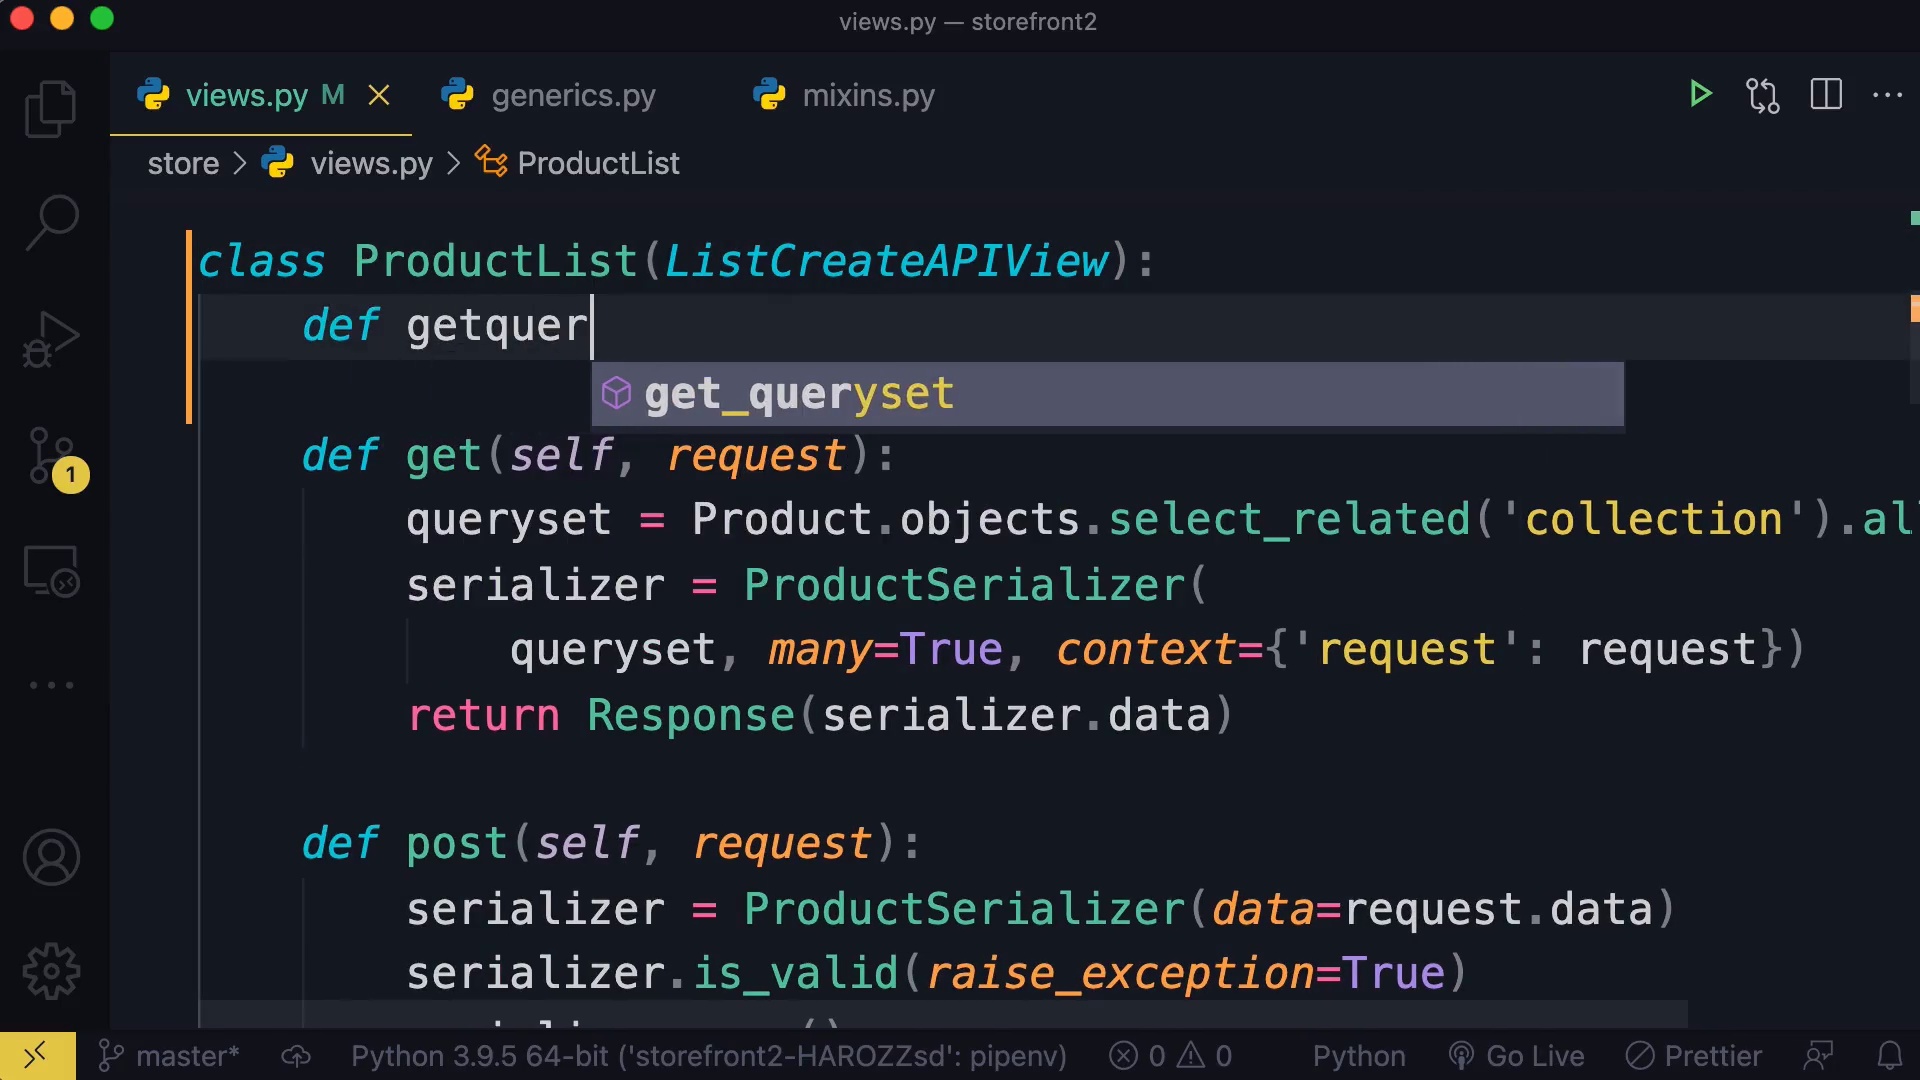 views.py — storefront2
views.py M
generics.py
mixins.py
store > views.py > ProductList
class ProductList(ListCreateAPIView):
def getquer
get_queryset
def get(self, request):
queryset = Product.objects.select_related('collection').al
serializer = ProductSerializer(
queryset, many=True, context={'request': request})
return Response(serializer.data)
def post(self, request):
serializer = ProductSerializer(data=request.data)
serializer.is_valid(raise_exception=True)
1
master* Python 3.9.5 64-bit ('storefront2-HAROZZsd': pipenv) 0 0 Python Go Live Prettier